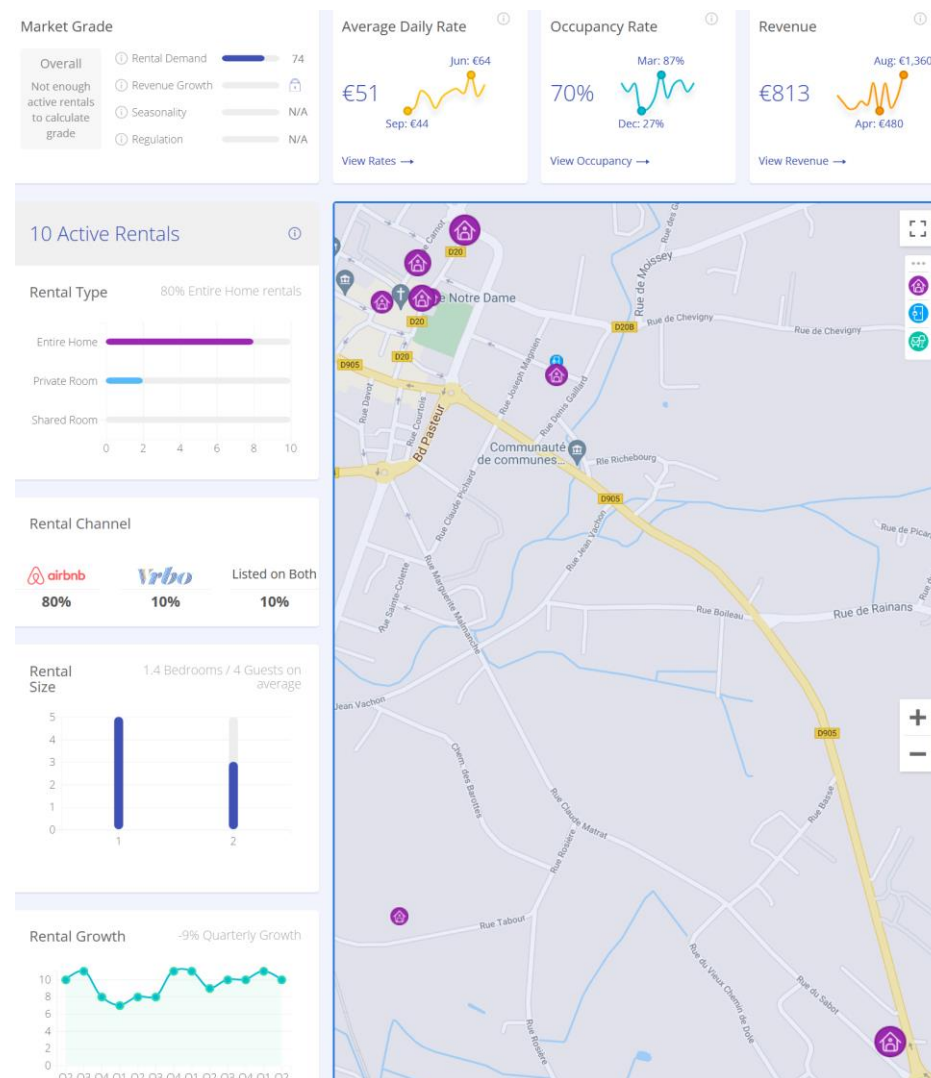 Market Grade
Overall
Not enough
active rentals
to calculate
grade
Rental Demand 74
Revenue Growth
Seasonality N/A
Regulation N/A
Average Daily Rate
Jun: €64
€51
Sep: €44
View Rates →
Occupancy Rate
Mar: 87%
70%
Dec: 27%
View Occupancy →
Revenue
Aug: €1,360
€813
Apr: €480
View Revenue →
10 Active Rentals
Rental Type 80% Entire Home rentals
Entire Home
Private Room
Shared Room
0 2 4 6 8 10
Rental Channel
airbnb Vrbo Listed on Both
80% 10% 10%
Rental
Size
1.4 Bedrooms / 4 Guests on
average
5
4
3
2
1
0
1 2
Rental Growth -9% Quarterly Growth
10
8
6
4
2
0
Carnot
D20
Notre Dame
D20
D20
D905
Rue Davot
Rue Courtois
Bd Pasteur
Rue Joseph Magnien
Rue Denis Gaillard
Rue de Moissey
Rue des
D208
Rue de Chevigny
Rue de Chevigny
Communauté
de communes...
Rle Richebourg
D905
Rue Claude Pichard
Rue Jean Vachon
Rue Sainte-Colette
Rue Marguerite Malmanche
Rue Boileau
Rue de Rainans
Jean Vachon
Chem. des Barottes
D905
Rue Claude Matrat
Rue Basse
Rue Rosière
Rue Tabour
Rue du Vieux Chemin de Dole
Rue du Sabot
Rue Rosière